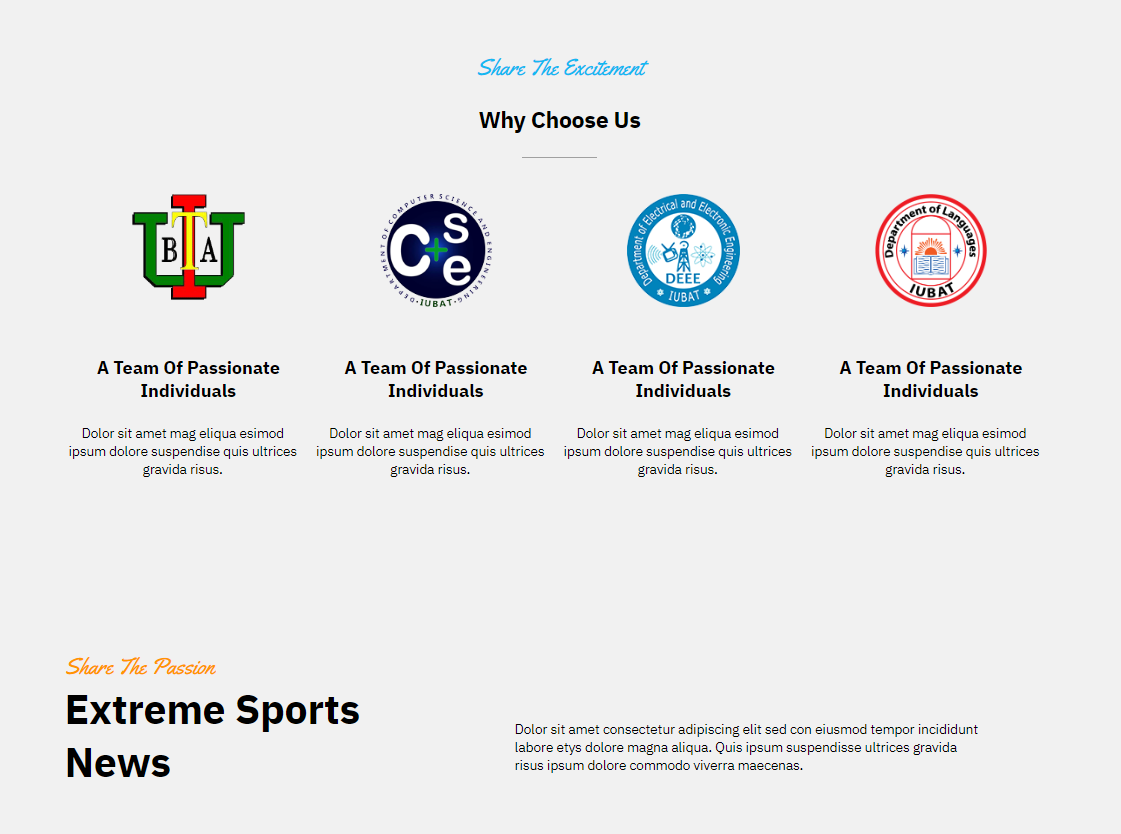 Share The Excitement
Why Choose Us
IUBTA
DEPARTMENT OF COMPUTER SCIENCE AND ENGINEERING
Cse
IUBAT
Department of Electrical and Electronic Engineering
DEEE
IUBAT
Department of Languages
IUBAT
A Team Of Passionate
Individuals
A Team Of Passionate
Individuals
A Team Of Passionate
Individuals
A Team Of Passionate
Individuals
Dolor sit amet mag eliqua esimod
ipsum dolore suspendise quis ultrices
gravida risus.
Dolor sit amet mag eliqua esimod
ipsum dolore suspendise quis ultrices
gravida risus.
Dolor sit amet mag eliqua esimod
ipsum dolore suspendise quis ultrices
gravida risus.
Dolor sit amet mag eliqua esimod
ipsum dolore suspendise quis ultrices
gravida risus.
Share The Passion
Extreme Sports
News
Dolor sit amet consectetur adipiscing elit sed con eiusmod tempor incididunt
labore etys dolore magna aliqua. Quis ipsum suspendisse ultrices gravida
risus ipsum dolore commodo viverra maecenas.